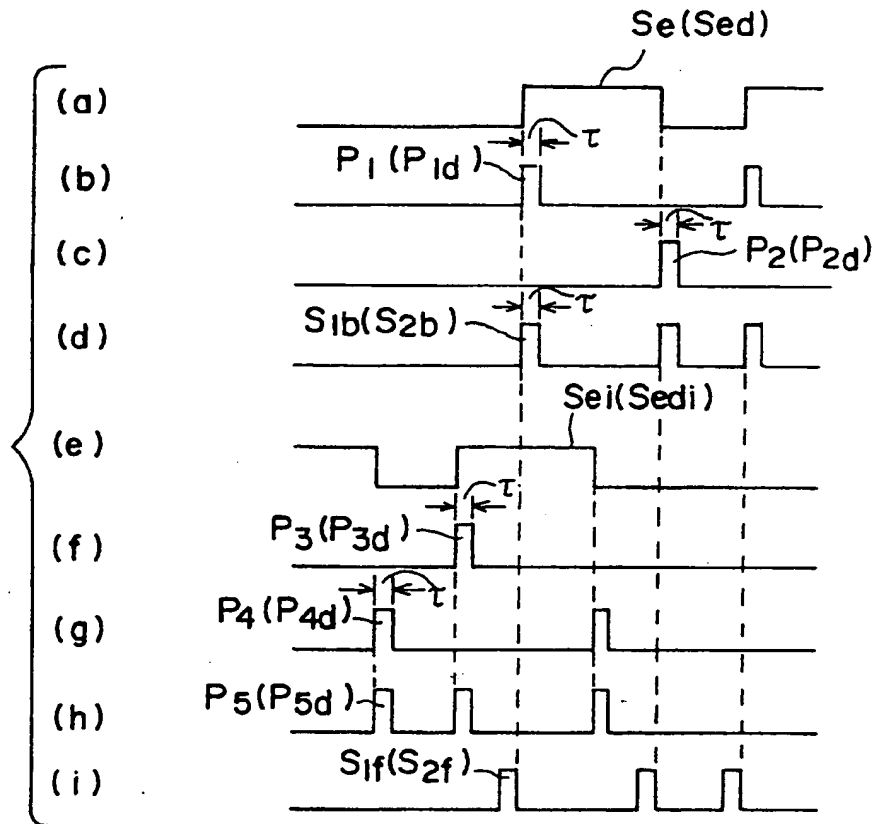 Se(Sed)
(a)
τ
(b)
P1(P1d)
τ
(c)
P2(P2d)
τ
(d)
S1b(S2b)
Sei(Sedi)
(e)
τ
(f)
P3(P3d)
τ
(g)
P4(P4d)
(h)
P5(P5d)
(i)
S1f(S2f)